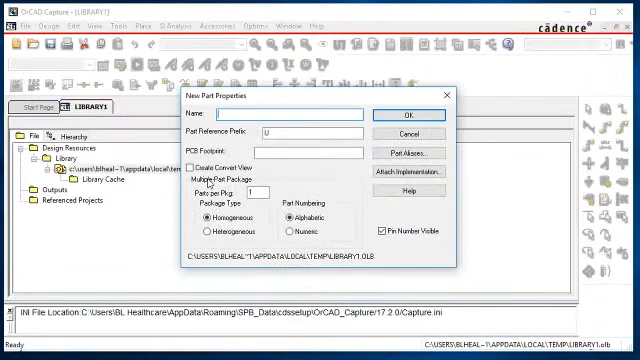 OrCAD Capture - [LIBRARY1]
File Design Edit View Tools Place SI Analysis Accessories Options Window Help
cādence
Start Page LIBRARY1
File Hierarchy
Design Resources
Library
c:\users\blheal~1\appdata\local\tem
Library Cache
Outputs
Referenced Projects
New Part Properties
Name:
OK
Part Reference Prefix: U
Cancel
PCB Footprint:
Part Aliases...
Create Convert View
Attach Implementation...
Multiple-Part Package
Parts per Pkg: 1
Help
Package Type Part Numbering
Homogeneous Alphabetic
Heterogeneous Numeric
Pin Number Visible
C:\USERS\BLHEAL~1\APPDATA\LOCAL\TEMP\LIBRARY1.OLB
INI File Location:C:\Users\BL Healthcare\AppData\Roaming\SPB_Data\cdssetup\OrCAD_Capture/17.2.0/Capture.ini
Ready
C:\USERS\BLHEAL~1\APPDATA\LOCAL\TEMP\LIBRARY1.olb